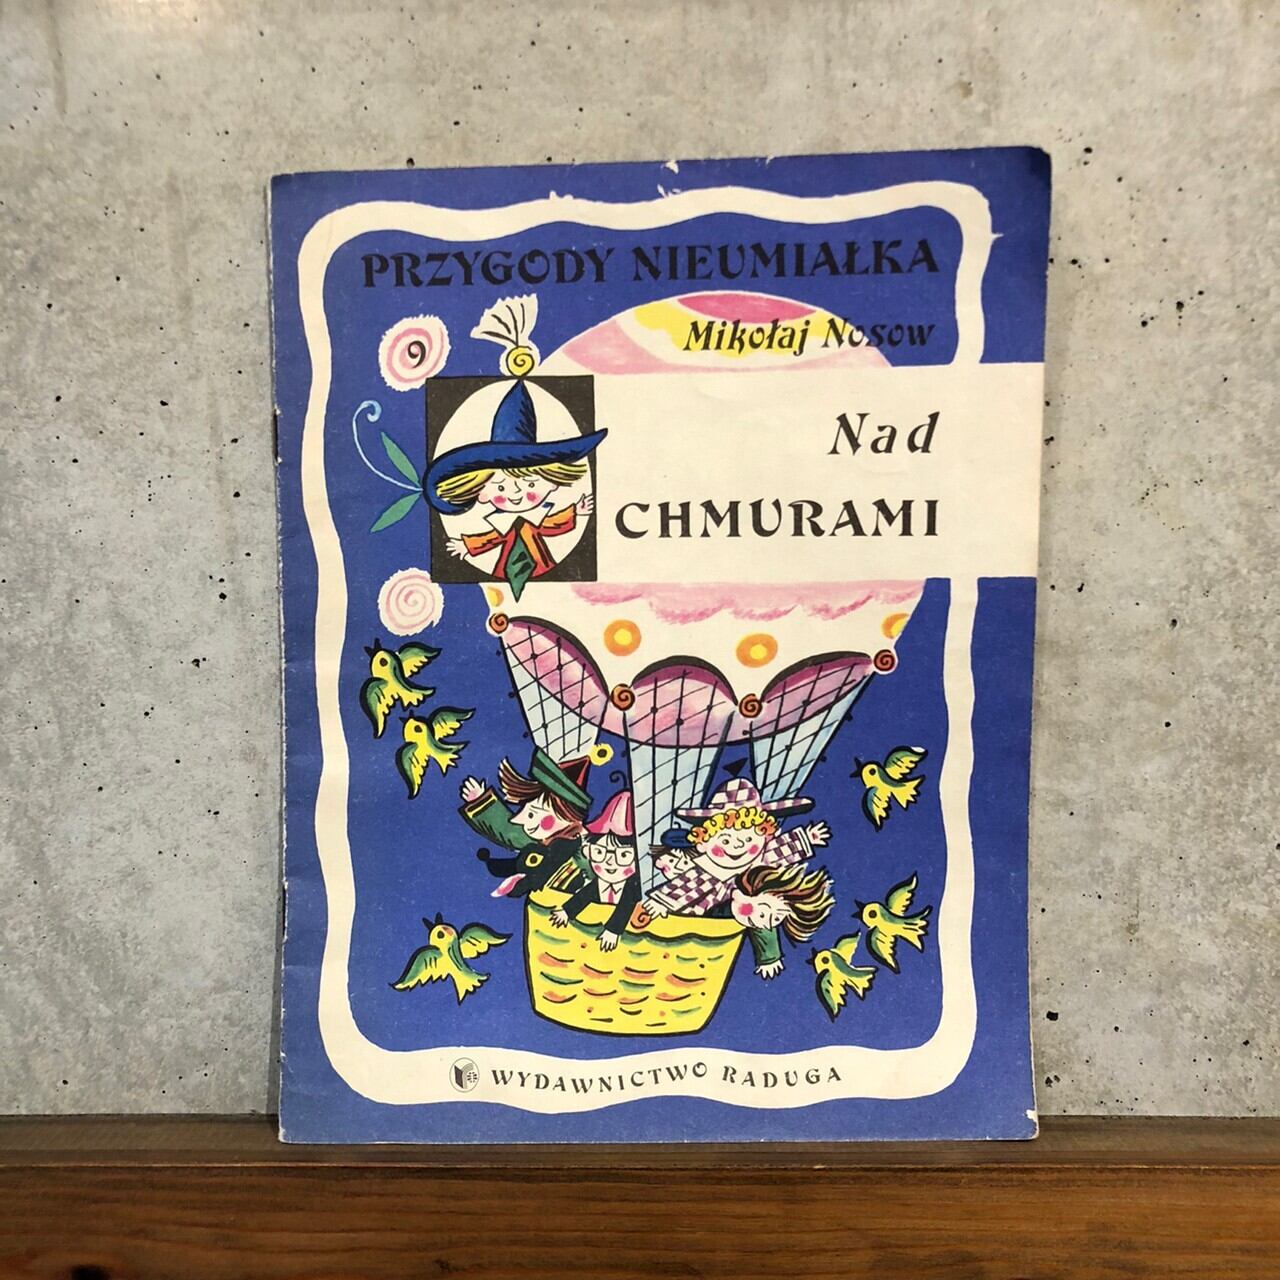 PRZYGODY NIEUMIAŁKA
Mikołaj Nosow
9
Nad
CHMURAMI
WYDAWNICTWO RADUGA